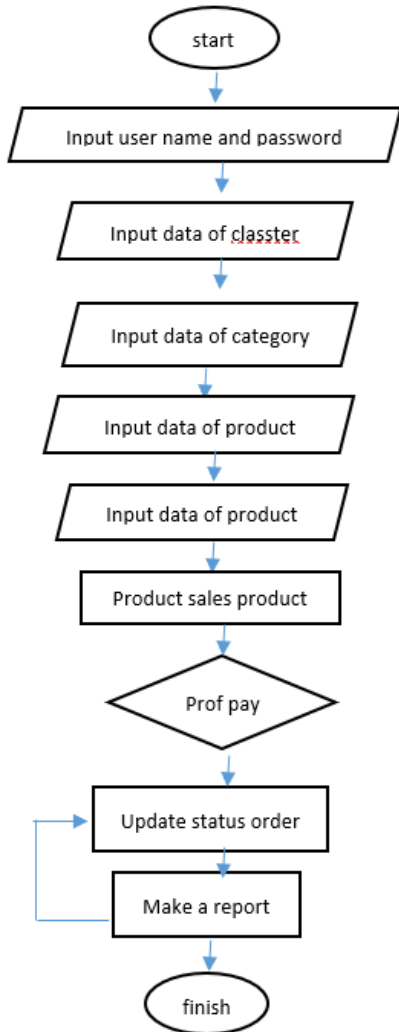 start
Input user name and password
Input data of classter
Input data of category
Input data of product
Input data of product
Product sales product
Prof pay
Update status order
Make a report
finish